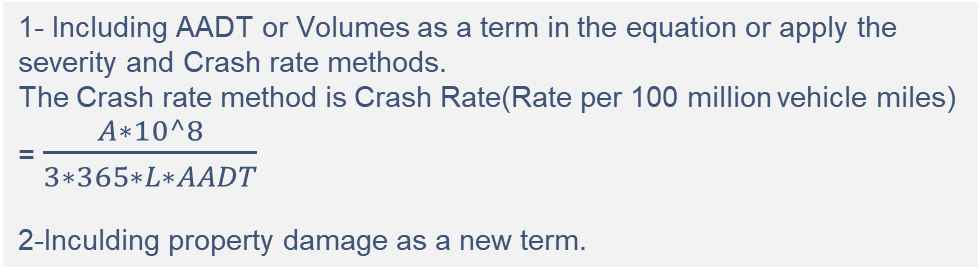 1- Including AADT or Volumes as a term in the equation or apply the
severity and Crash rate methods.
The Crash rate method is Crash Rate(Rate per 100 million vehicle miles)
= A*10^8
3*365*L*AADT
2-Inculding property damage as a new term.